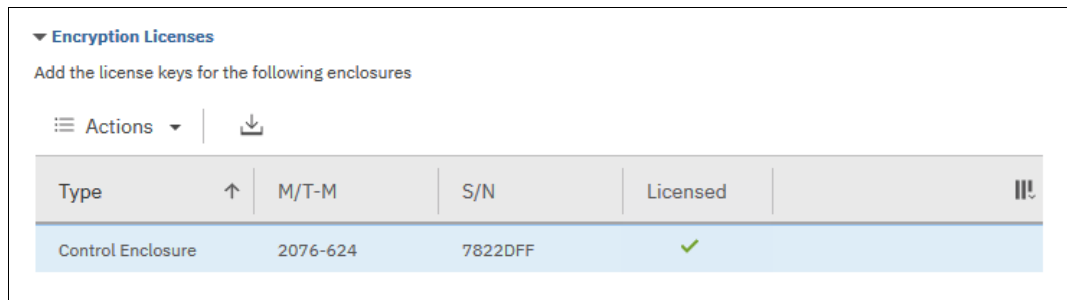 Encryption Licenses
Add the license keys for the following enclosures
Actions
Type M/T-M S/N Licensed
Control Enclosure 2076-624 7822DFF